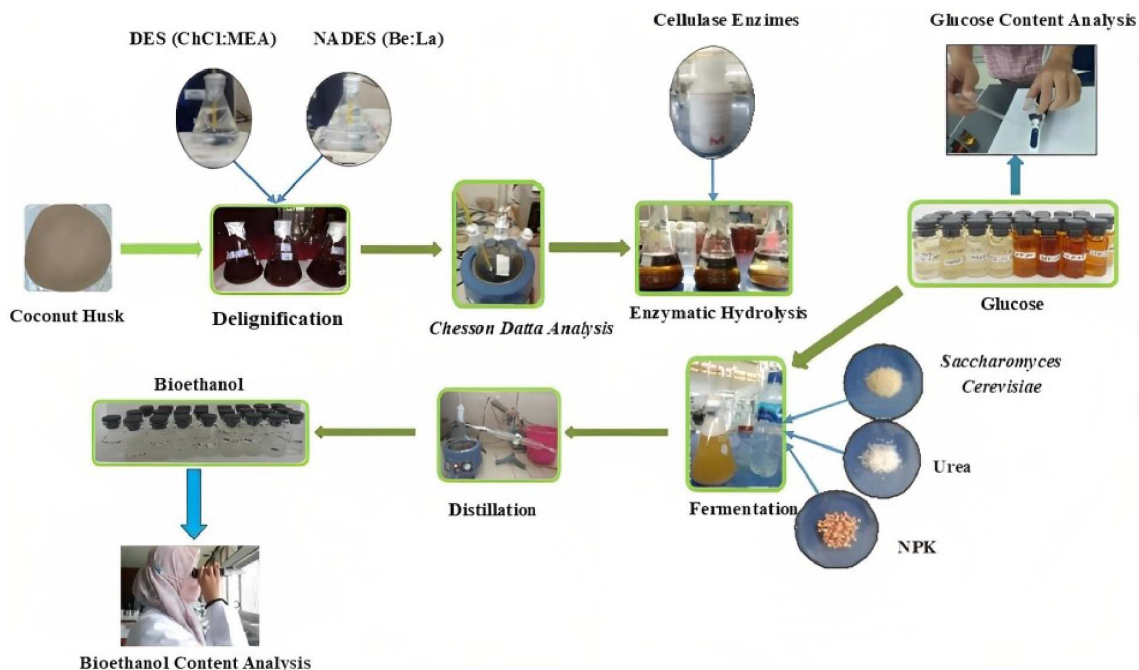 DES (ChCl:MEA)
NADES (Be:La)
Cellulase Enzimes
Glucose Content Analysis
Coconut Husk
Delignification
Chesson Datta Analysis
Enzymatic Hydrolysis
Glucose
Saccharomyces
Cerevisiae
Urea
NPK
Fermentation
Distillation
Bioethanol
Bioethanol Content Analysis